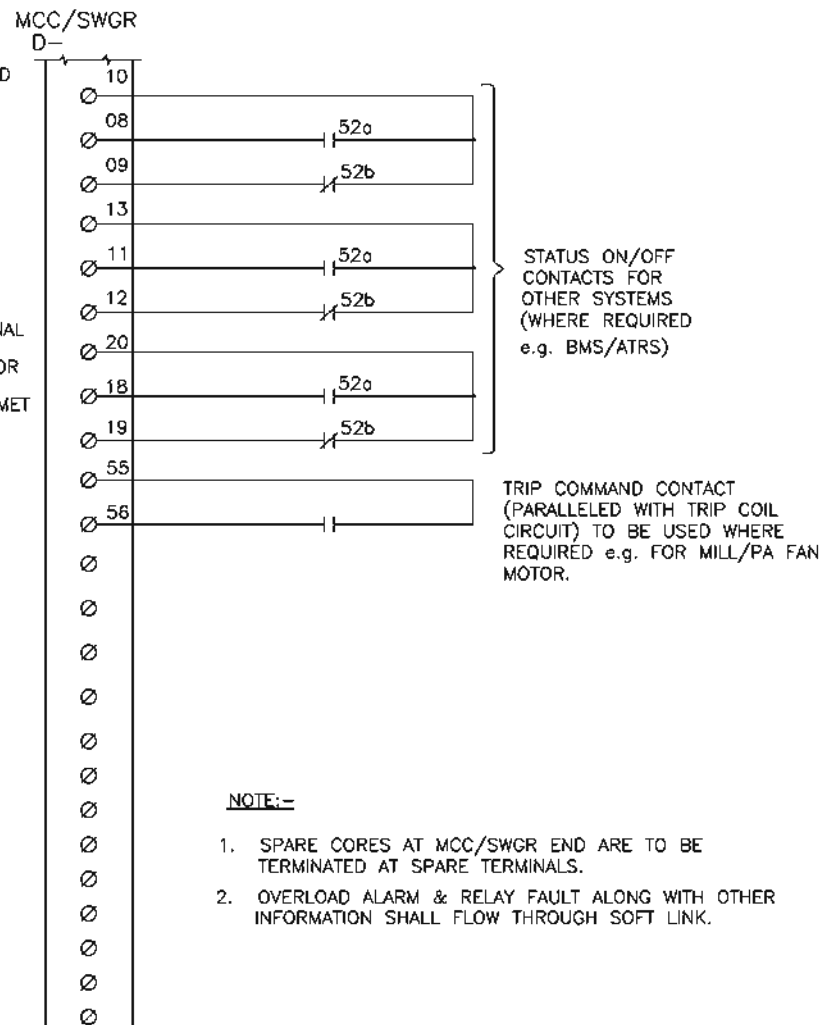 MCC/SWGR
D-
D
10
08 52a
09 52b
13
11 52a
12 52b
STATUS ON/OFF
CONTACTS FOR
OTHER SYSTEMS
(WHERE REQUIRED
e.g. BMS/ATRS)
NAL
OR
MET
20
18 52a
19 52b
55
56
TRIP COMMAND CONTACT
(PARALLELED WITH TRIP COIL
CIRCUIT) TO BE USED WHERE
REQUIRED e.g. FOR MILL/PA FAN
MOTOR.
NOTE:-
1. SPARE CORES AT MCC/SWGR END ARE TO BE
TERMINATED AT SPARE TERMINALS.
2. OVERLOAD ALARM & RELAY FAULT ALONG WITH OTHER
INFORMATION SHALL FLOW THROUGH SOFT LINK.